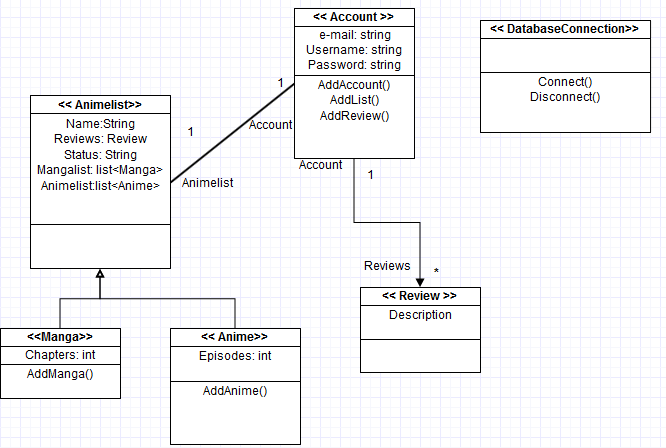 << Account >>
e-mail: string
Username: string
Password: string
AddAccount()
AddList()
AddReview()
<< DatabaseConnection>>
Connect()
Disconnect()
<< Animelist>>
Name:String
Reviews: Review
Status: String
Mangalist: list<Manga>
Animelist:list<Anime>
1
Account
1
Animelist
Account
1
Reviews
*
<< Review >>
Description
<<Manga>>
Chapters: int
AddManga()
<< Anime>>
Episodes: int
AddAnime()